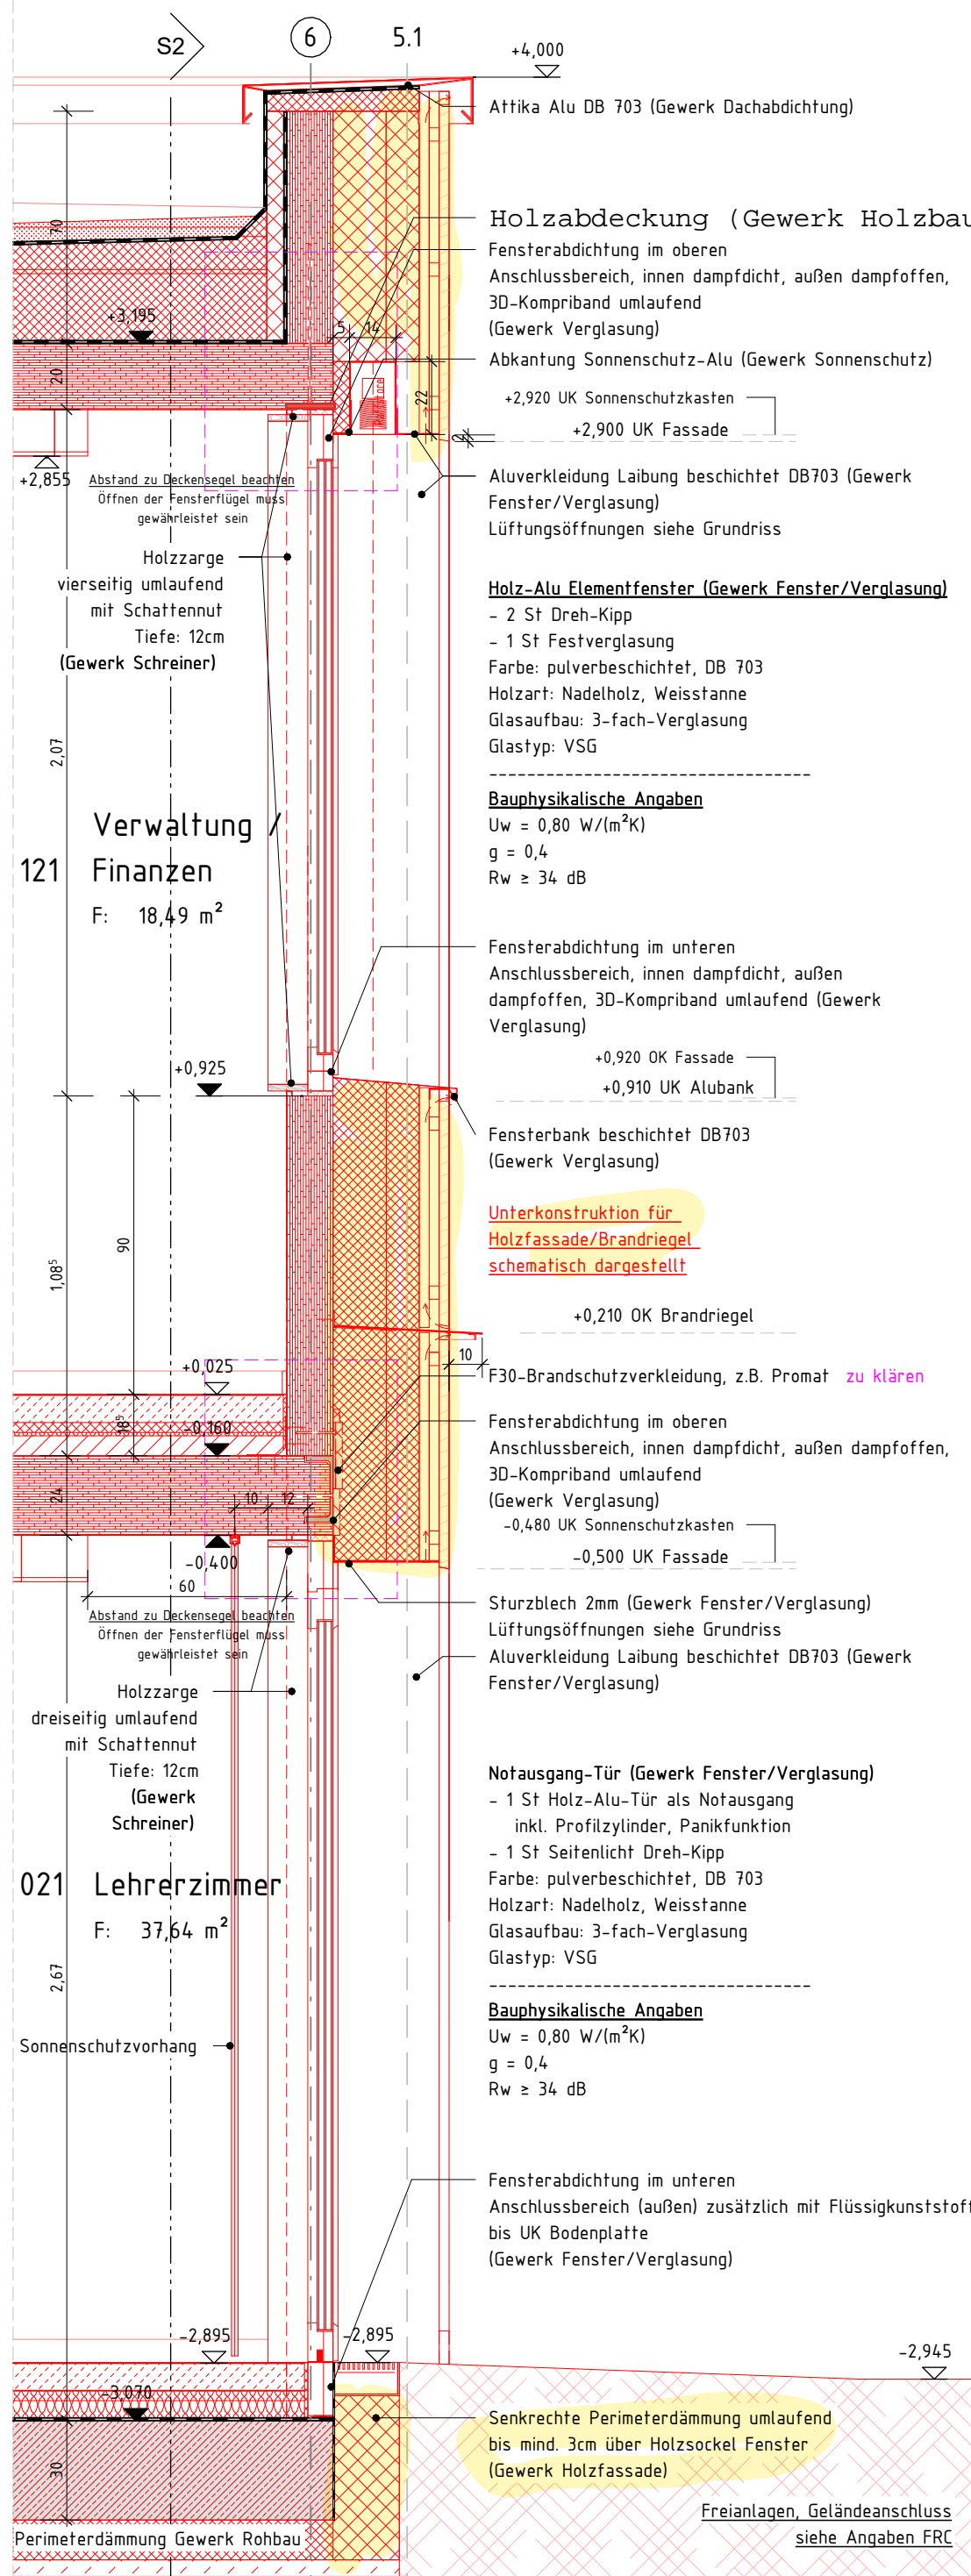 S2
6
5.1
+4,000
Attika Alu DB 703 (Gewerk Dachabdichtung)
70
Holzabdeckung (Gewerk Holzbau
Fensterabdichtung im oberen
Anschlussbereich, innen dampfdicht, außen dampfoffen,
3D-Kompriband umlaufend
(Gewerk Verglasung)
+3,195
5
14
Abkantung Sonnenschutz-Alu (Gewerk Sonnenschutz)
20
22
+2,920 UK Sonnenschutzkasten
+2,900 UK Fassade
2
+2,855
Abstand zu Deckensegel beachten
Öffnen der Fensterflügel muss
gewährleistet sein
Aluverkleidung Laibung beschichtet DB703 (Gewerk
Fenster/Verglasung)
Lüftungsöffnungen siehe Grundriss
Holzzarge
vierseitig umlaufend
mit Schattennut
Tiefe: 12cm
(Gewerk Schreiner)
Holz-Alu Elementfenster (Gewerk Fenster/Verglasung)
- 2 St Dreh-Kipp
- 1 St Festverglasung
Farbe: pulverbeschichtet, DB 703
Holzart: Nadelholz, Weisstanne
Glasaufbau: 3-fach-Verglasung
Glastyp: VSG
----------------------------------
Bauphysikalische Angaben
Uw = 0,80 W/(m²K)
g = 0,4
Rw ≥ 34 dB
2,07
Verwaltung /
121 Finanzen
F: 18,49 m²
Fensterabdichtung im unteren
Anschlussbereich, innen dampfdicht, außen
dampfoffen, 3D-Kompriband umlaufend (Gewerk
Verglasung)
+0,920 OK Fassade
+0,910 UK Alubank
+0,925
Fensterbank beschichtet DB703
(Gewerk Verglasung)
Unterkonstruktion für
Holzfassade/Brandriegel
schematisch dargestellt
90
1,08⁵
+0,210 OK Brandriegel
10
+0,025
F30-Brandschutzverkleidung, z.B. Promat zu klären
18⁵
-0,160
Fensterabdichtung im oberen
Anschlussbereich, innen dampfdicht, außen dampfoffen,
3D-Kompriband umlaufend
(Gewerk Verglasung)
24
10
12
-0,480 UK Sonnenschutzkasten
-0,500 UK Fassade
-0,400
60
Abstand zu Deckensegel beachten
Öffnen der Fensterflügel muss
gewährleistet sein
Sturzblech 2mm (Gewerk Fenster/Verglasung)
Lüftungsöffnungen siehe Grundriss
Aluverkleidung Laibung beschichtet DB703 (Gewerk
Fenster/Verglasung)
Holzzarge
dreiseitig umlaufend
mit Schattennut
Tiefe: 12cm
(Gewerk
Schreiner)
Notausgang-Tür (Gewerk Fenster/Verglasung)
- 1 St Holz-Alu-Tür als Notausgang
inkl. Profilzylinder, Panikfunktion
- 1 St Seitenlicht Dreh-Kipp
Farbe: pulverbeschichtet, DB 703
Holzart: Nadelholz, Weisstanne
Glasaufbau: 3-fach-Verglasung
Glastyp: VSG
----------------------------------
Bauphysikalische Angaben
Uw = 0,80 W/(m²K)
g = 0,4
Rw ≥ 34 dB
021 Lehrerzimmer
F: 37,64 m²
2,67
Sonnenschutzvorhang
Fensterabdichtung im unteren
Anschlussbereich (außen) zusätzlich mit Flüssigkunststoff
bis UK Bodenplatte
(Gewerk Fenster/Verglasung)
-2,895
-2,895
-2,945
-3,070
Senkrechte Perimeterdämmung umlaufend
bis mind. 3cm über Holzsockel Fenster
(Gewerk Holzfassade)
30
Freianlagen, Geländeanschluss
siehe Angaben FRC
Perimeterdämmung Gewerk Rohbau